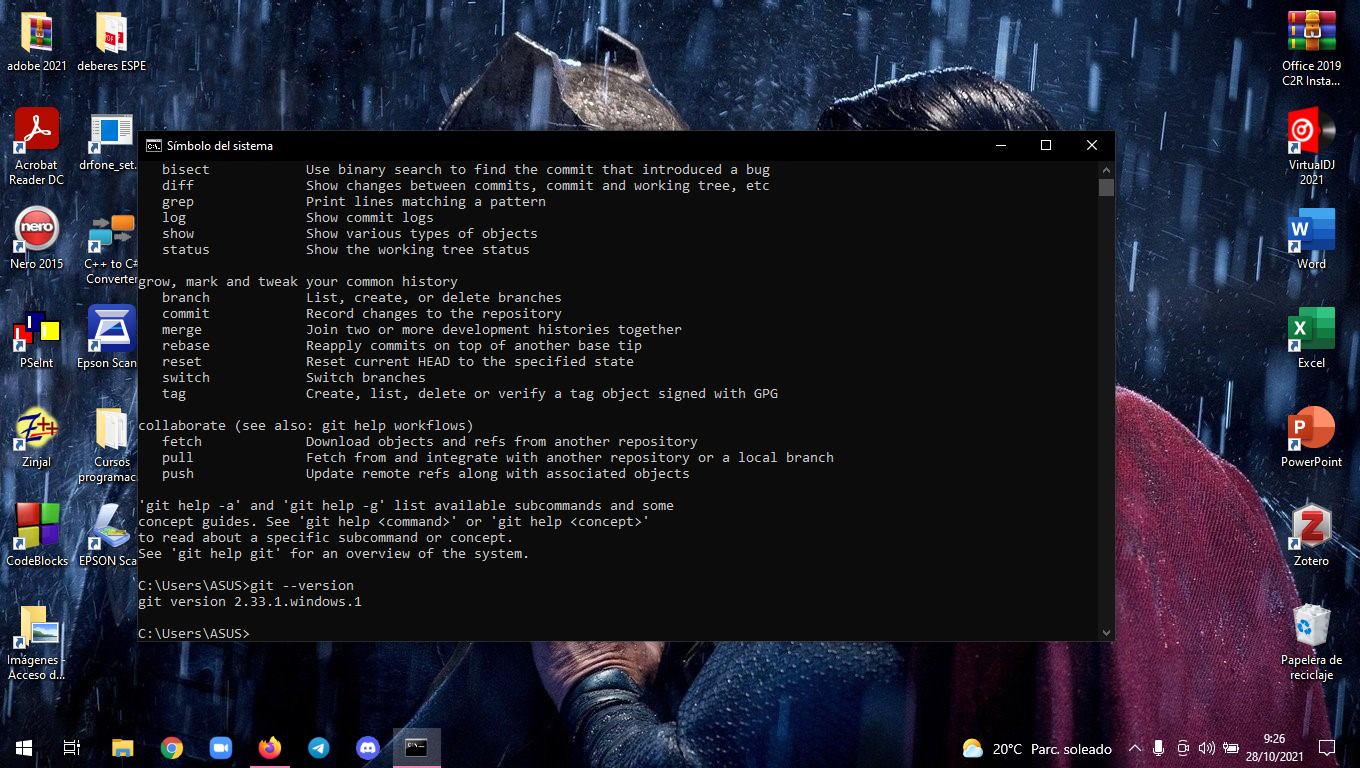 adobe 2021
deberes ESPE
Acrobat
Reader DC
drfone_set...
nero
Nero 2015
C++ to C#
Converter
PSeInt
Epson Scan
Z++
Zinjal
Cursos
programac
CodeBlocks
EPSON Sca
Imágenes -
Acceso d...
C:\.
Símbolo del sistema
   bisect            Use binary search to find the commit that introduced a bug
   diff              Show changes between commits, commit and working tree, etc
   grep              Print lines matching a pattern
   log               Show commit logs
   show              Show various types of objects
   status            Show the working tree status
grow, mark and tweak your common history
   branch            List, create, or delete branches
   commit            Record changes to the repository
   merge             Join two or more development histories together
   rebase            Reapply commits on top of another base tip
   reset             Reset current HEAD to the specified state
   switch            Switch branches
   tag               Create, list, delete or verify a tag object signed with GPG
collaborate (see also: git help workflows)
   fetch             Download objects and refs from another repository
   pull              Fetch from and integrate with another repository or a local branch
   push              Update remote refs along with associated objects
'git help -a' and 'git help -g' list available subcommands and some
concept guides. See 'git help <command>' or 'git help <concept>'
to read about a specific subcommand or concept.
See 'git help git' for an overview of the system.
C:\Users\ASUS>git --version
git version 2.33.1.windows.1
C:\Users\ASUS>
Office 2019
C2R Insta...
VirtualDJ
2021
W
Word
X
Excel
P
PowerPoint
Z
Zotero
Papelera de
reciclaje
20°C Parc. soleado
9:26
28/10/2021